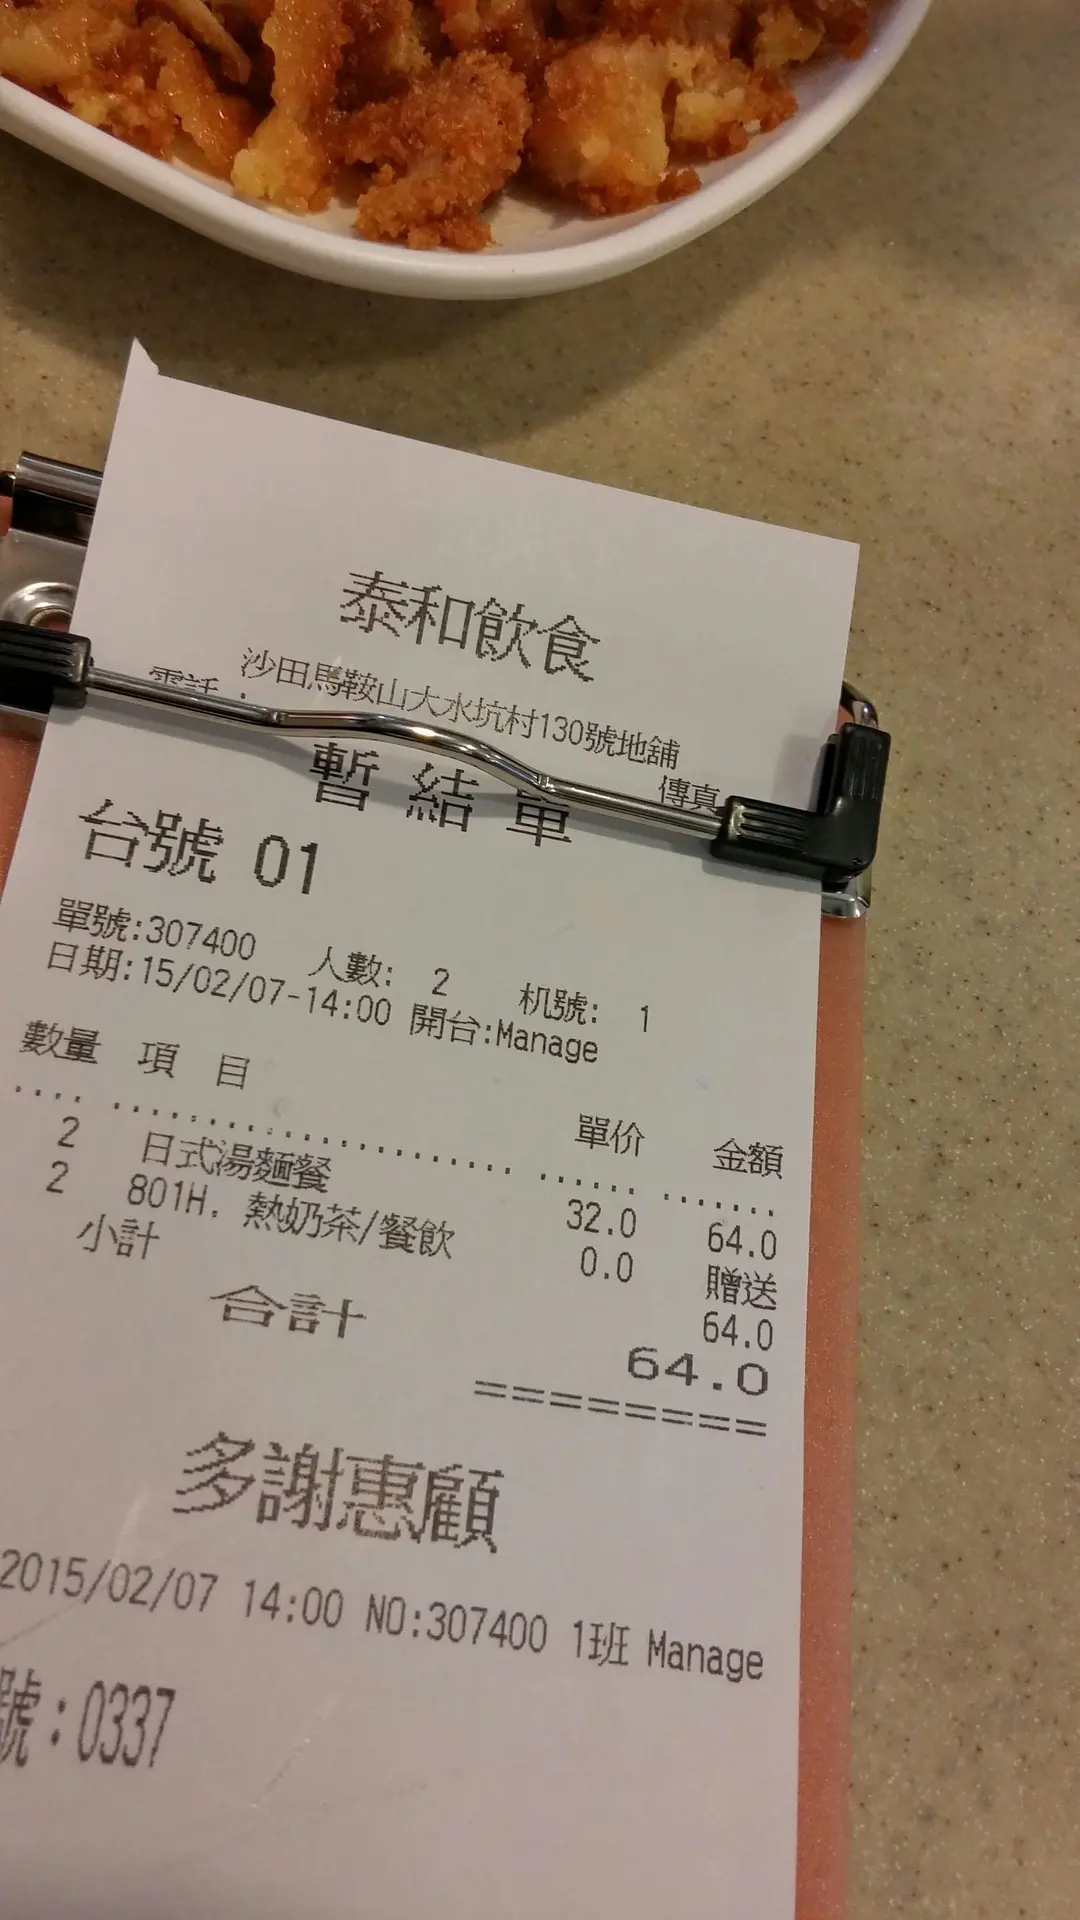 泰和飲食
沙田馬鞍山大水坑村130號地舖
電話: 傳真
暫結單
台號 01
單號:307400 人數: 2 机號: 1
日期:15/02/07-14:00 開台:Manage
數量 項目 單价 金額
2 日式湯麵餐 32.0 64.0
2 801H. 熱奶茶/餐飲 0.0 贈送
小計 64.0
合計 64.0
========
多謝惠顧
2015/02/07 14:00 NO:307400 1班 Manage
號:0337